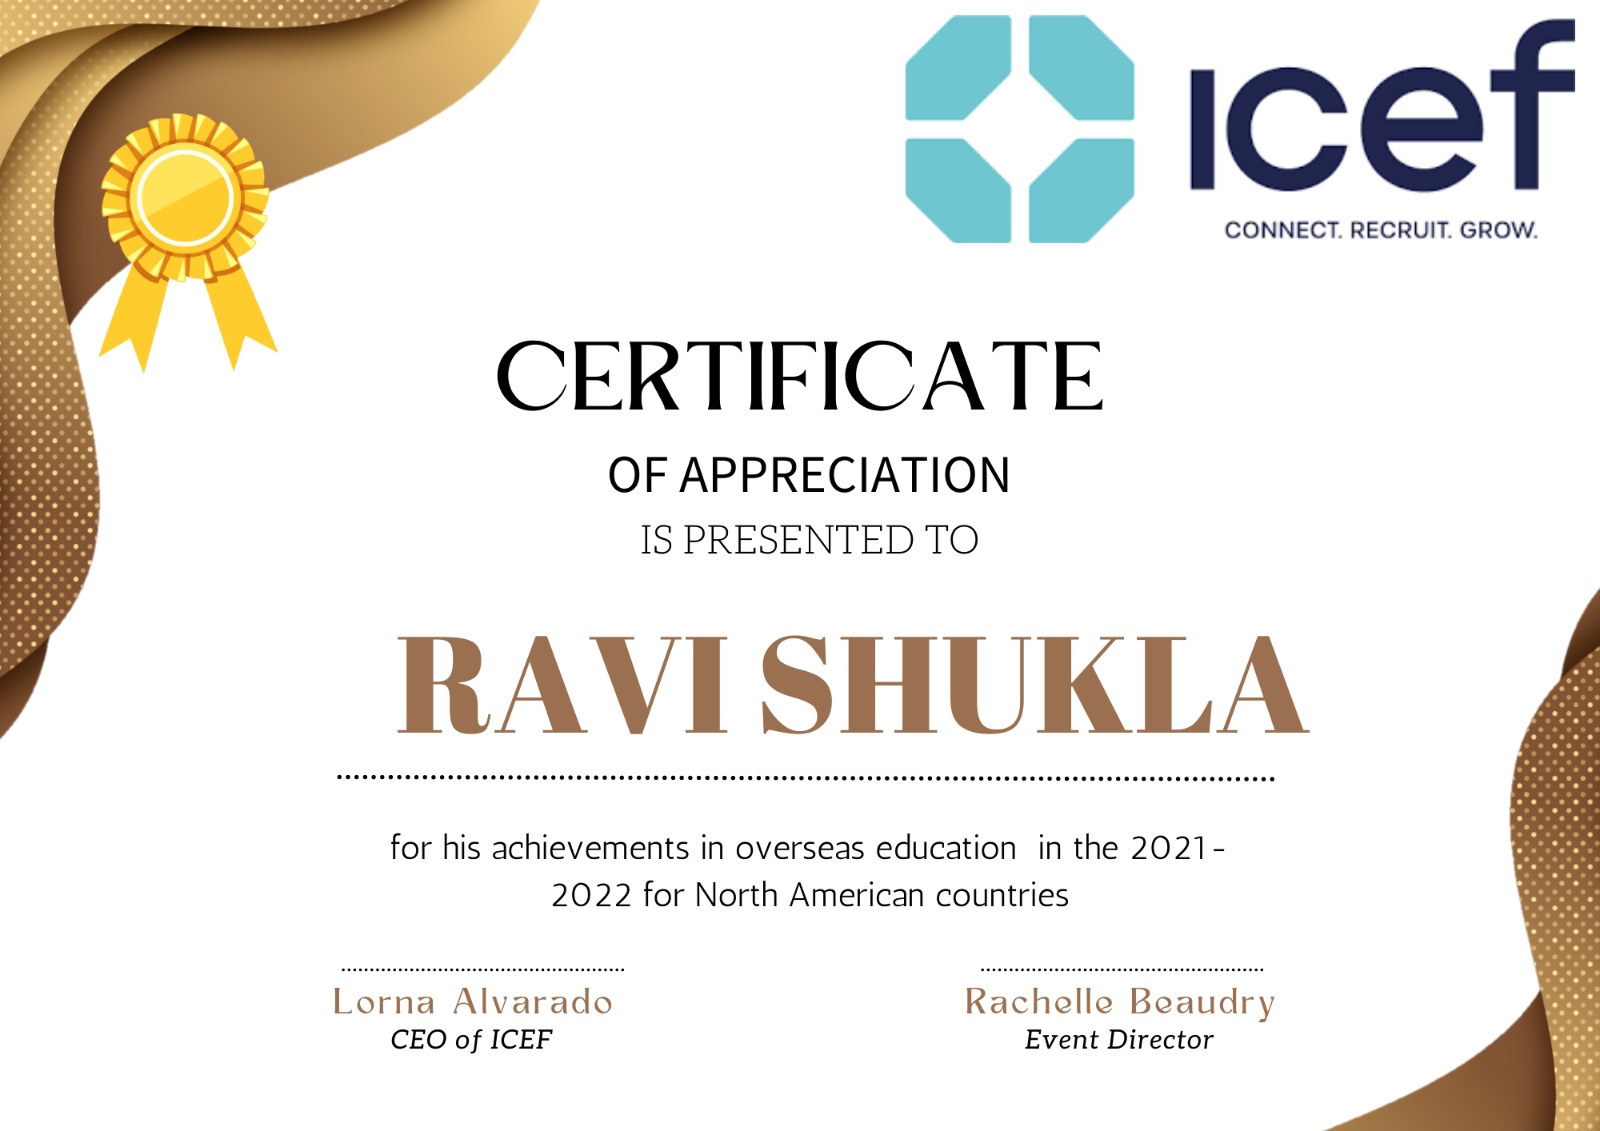 icef
CONNECT. RECRUIT. GROW.
CERTIFICATE
OF APPRECIATION
IS PRESENTED TO
RAVI SHUKLA
for his achievements in overseas education  in the 2021-
2022 for North American countries
Lorna Alvarado
CEO of ICEF
Rachelle Beaudry
Event Director